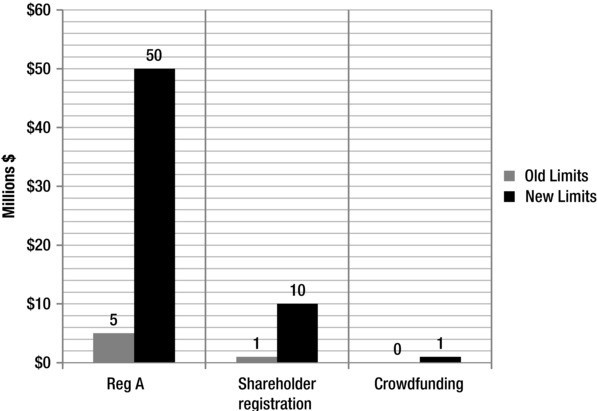 $60
$50
$40
$30
$20
$10
$0
Millions $
50
5
10
1
0
1
Reg A
Shareholder
registration
Crowdfunding
Old Limits
New Limits